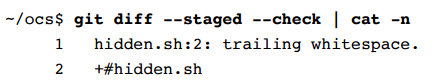 ~/ocs$ git diff --staged --check | cat -n
1 hidden.sh:2: trailing whitespace.
2 +#hidden.sh